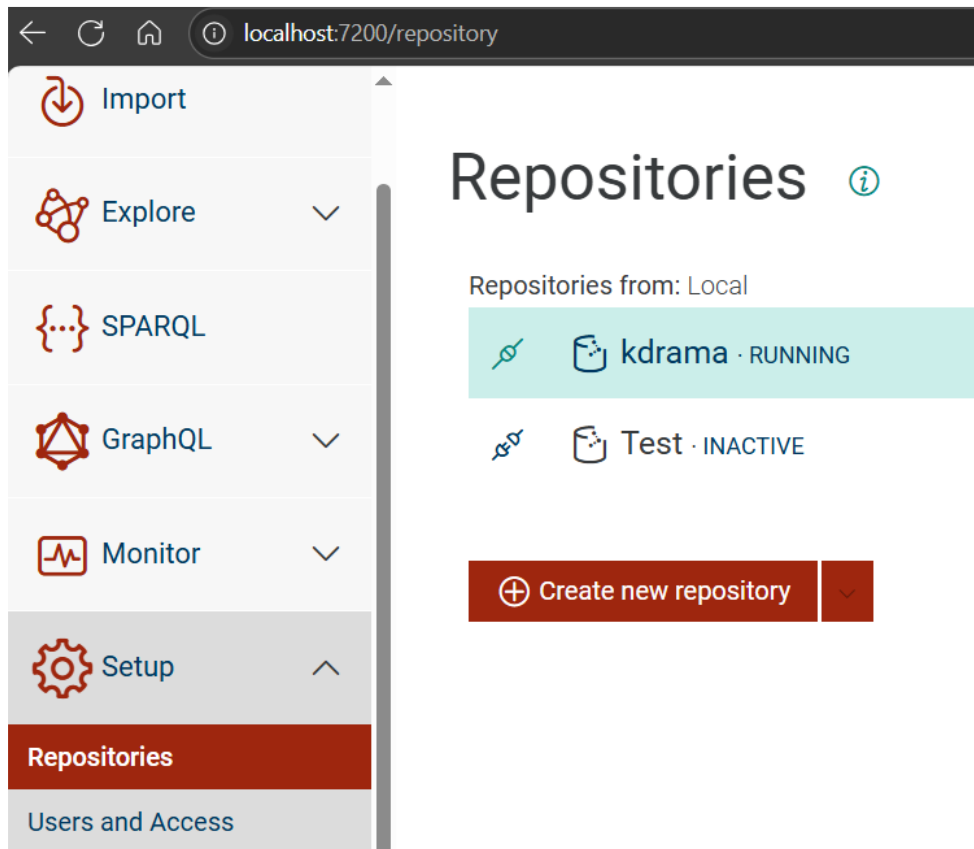 localhost:7200/repository
Import
Explore
SPARQL
GraphQL
Monitor
Setup
Repositories
Users and Access
Repositories
Repositories from: Local
kdrama · RUNNING
Test · INACTIVE
Create new repository